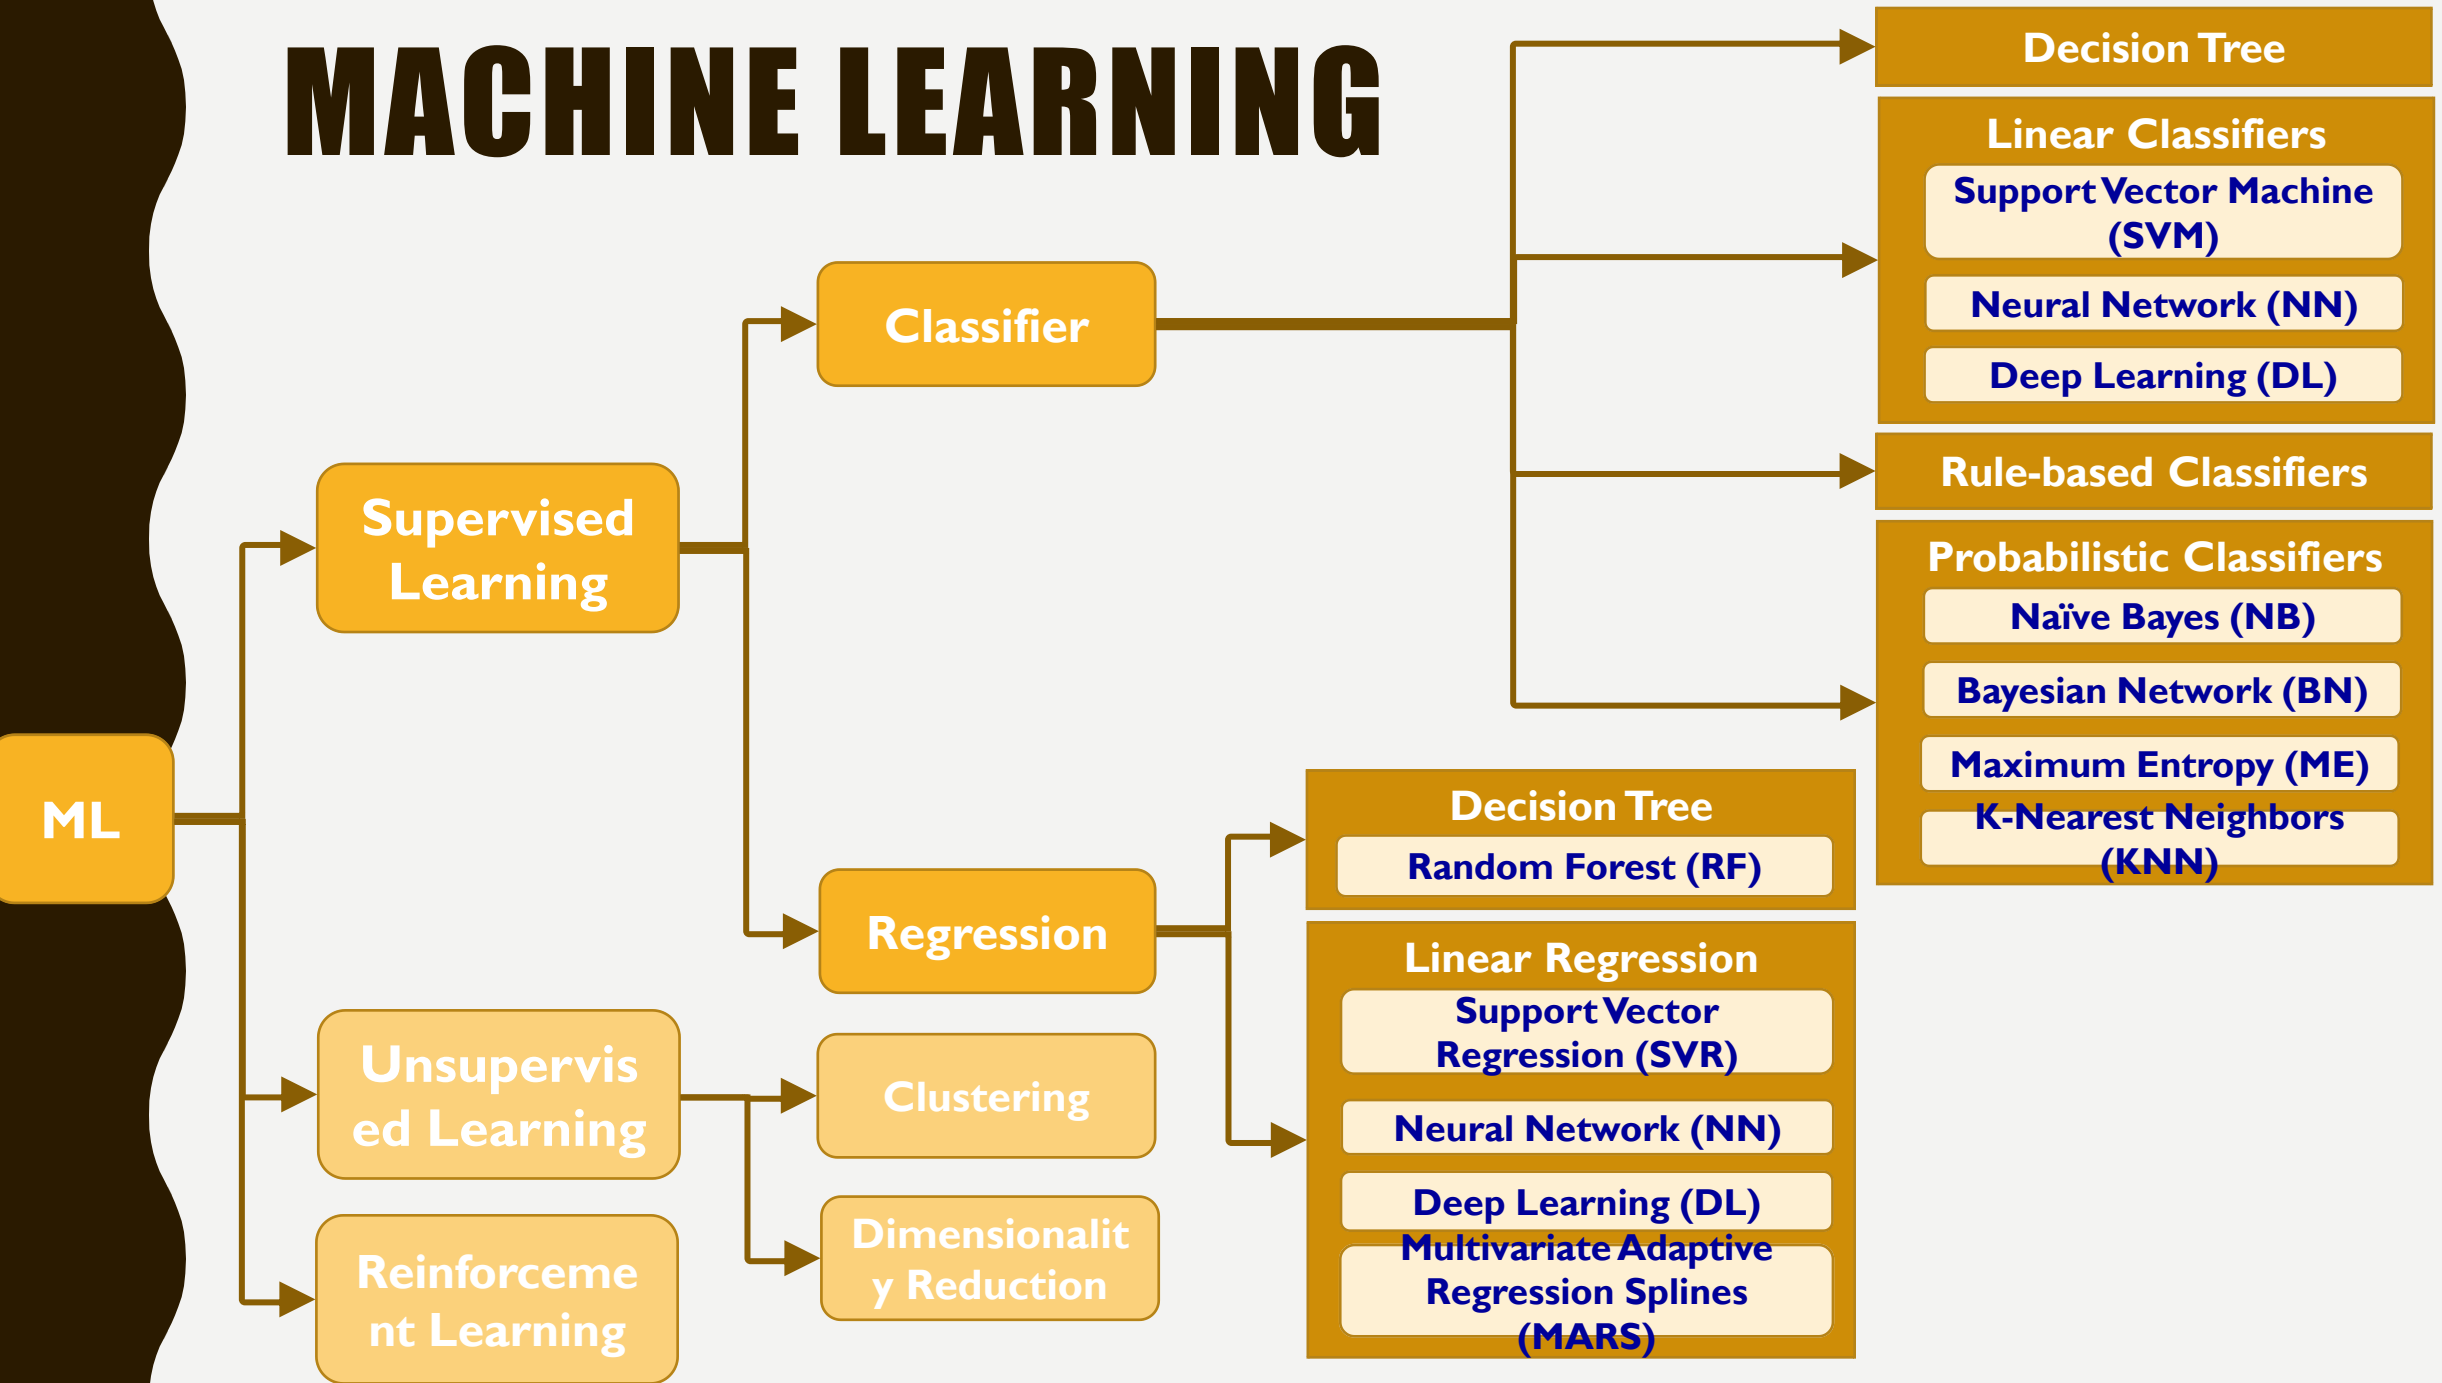 MACHINE LEARNING
ML
Supervised
Learning
Unsupervis
ed Learning
Reinforceme
nt Learning
Classifier
Regression
Clustering
Dimensionalit
y Reduction
Decision Tree
Linear Classifiers
Support Vector Machine
(SVM)
Neural Network (NN)
Deep Learning (DL)
Rule-based Classifiers
Probabilistic Classifiers
Naïve Bayes (NB)
Bayesian Network (BN)
Maximum Entropy (ME)
K-Nearest Neighbors
(KNN)
Decision Tree
Random Forest (RF)
Linear Regression
Support Vector
Regression (SVR)
Neural Network (NN)
Deep Learning (DL)
Multivariate Adaptive
Regression Splines
(MARS)